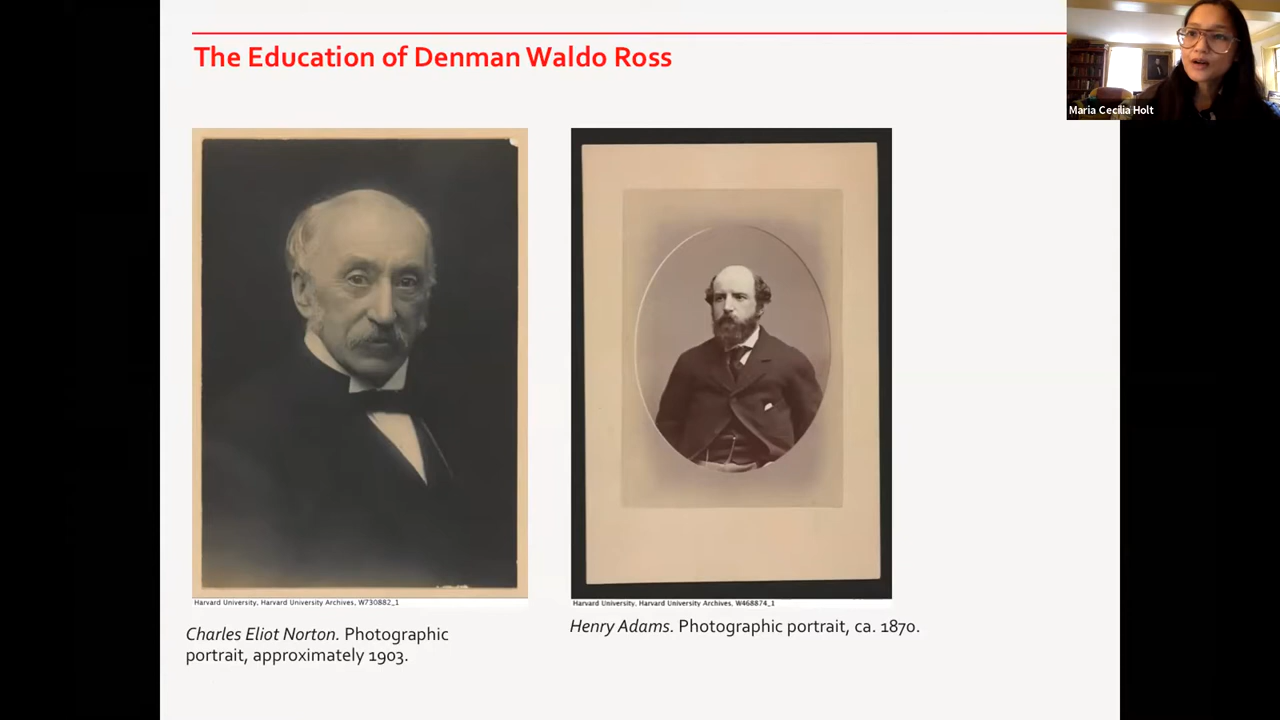 The Education of Denman Waldo Ross
Maria Cecilia Holt
Harvard University, Harvard University Archives, W730882_1
Harvard University, Harvard University Archives, W468874_1
Charles Eliot Norton. Photographic
portrait, approximately 1903.
Henry Adams. Photographic portrait, ca. 1870.